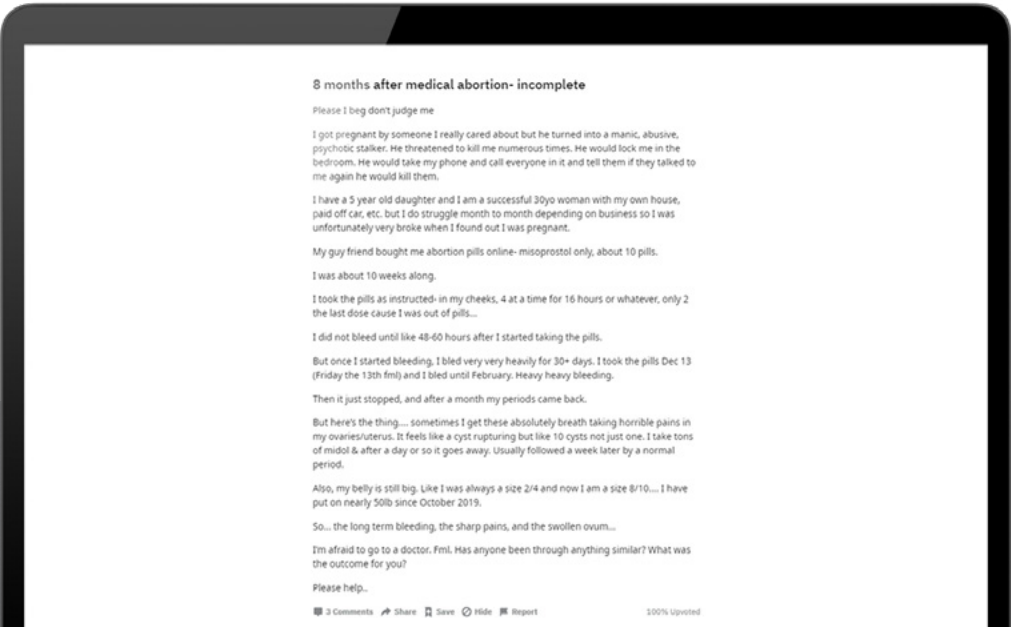 8 months after medical abortion- incomplete
Please I beg don't judge me
I got pregnant by someone I really cared about but he turned into a manic, abusive,
psychotic stalker. He threatened to kill me numerous times. He would lock me in the
bedroom. He would take my phone and call everyone in it and tell them if they talked to
me again he would kill them.
I have a 5 year old daughter and I am a successful 30yo woman with my own house,
paid off car, etc. but I do struggle month to month depending on business so I was
unfortunately very broke when I found out I was pregnant.
My guy friend bought me abortion pills online- misoprostol only, about 10 pills.
I was about 10 weeks along.
I took the pills as instructed- in my cheeks, 4 at a time for 16 hours or whatever, only 2
the last dose cause I was out of pills...
I did not bleed until like 48-60 hours after I started taking the pills.
But once I started bleeding, I bled very very heavily for 30+ days. I took the pills Dec 13
(Friday the 13th fml) and I bled until February. Heavy heavy bleeding.
Then it just stopped, and after a month my periods came back.
But here's the thing.... sometimes I get these absolutely breath taking horrible pains in
my ovaries/uterus. It feels like a cyst rupturing but like 10 cysts not just one. I take tons
of midol & after a day or so it goes away. Usually followed a week later by a normal
period.
Also, my belly is still big. Like I was always a size 2/4 and now I am a size 8/10.... I have
put on nearly 50lb since October 2019.
So... the long term bleeding, the sharp pains, and the swollen ovum...
I'm afraid to go to a doctor. Fml. Has anyone been through anything similar? What was
the outcome for you?
Please help..
3 Comments Share Save Hide Report 100% Upvoted